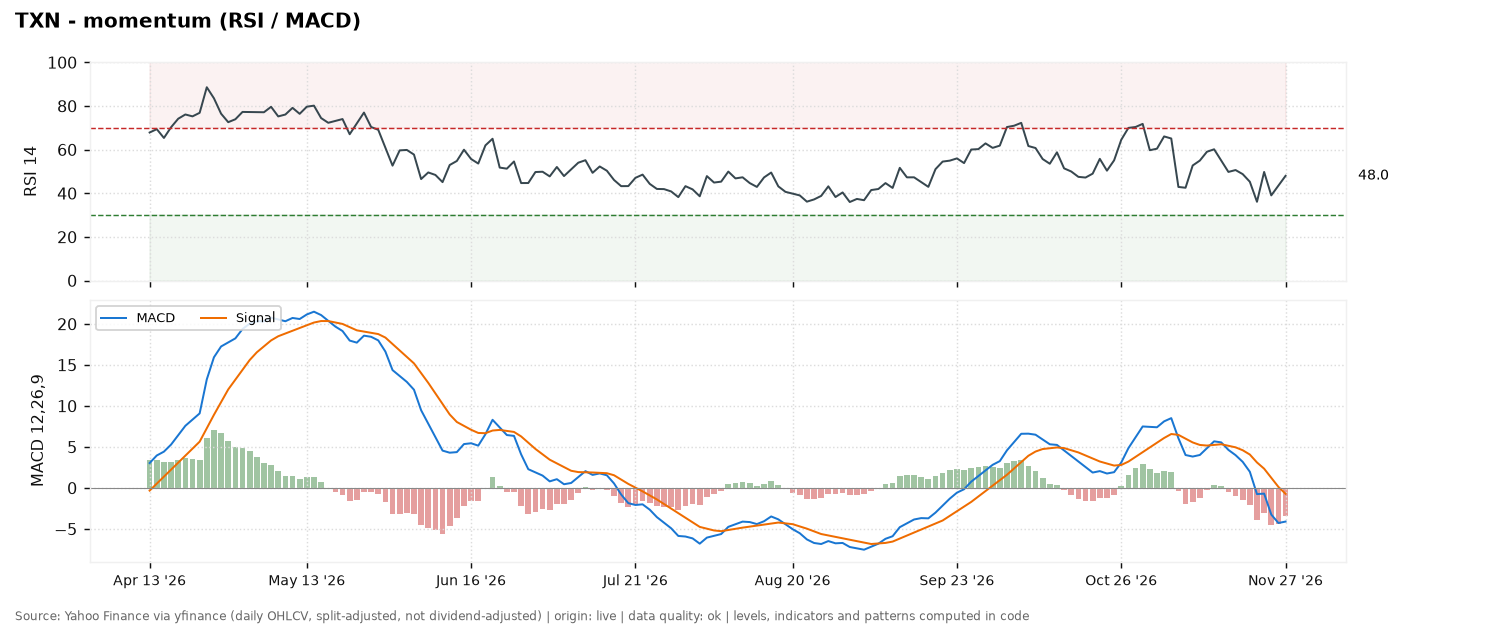 TXN - momentum (RSI / MACD)
100
80
60
40
20
0
RSI 14
48.0
MACD
Signal
20
15
10
5
0
−5
MACD 12,26,9
Apr 13 '26
May 13 '26
Jun 16 '26
Jul 21 '26
Aug 20 '26
Sep 23 '26
Oct 26 '26
Nov 27 '26
Source: Yahoo Finance via yfinance (daily OHLCV, split-adjusted, not dividend-adjusted) | origin: live | data quality: ok | levels, indicators and patterns computed in code